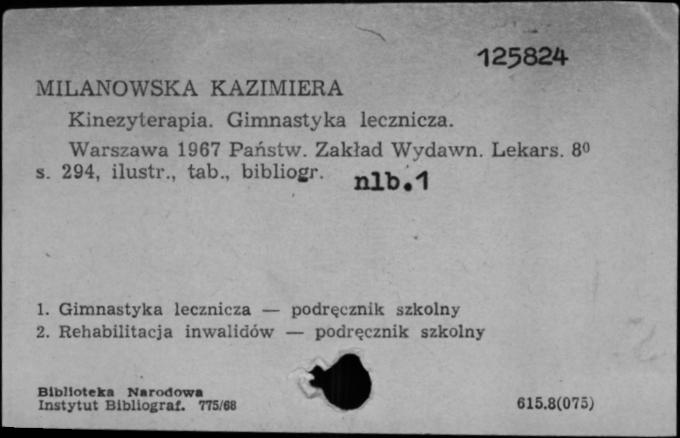 125824
MILANOWSKA KAZIMIERA
Kinezyterapia. Gimnastyka lecznicza.
Warszawa 1967 Państw. Zakład Wydawn. Lekars. 8⁰
s. 294, ilustr., tab., bibliogr. nlb.1
1. Gimnastyka lecznicza — podręcznik szkolny
2. Rehabilitacja inwalidów — podręcznik szkolny
Biblioteka Narodowa
Instytut Bibliograf. 775/68 615.8(075)